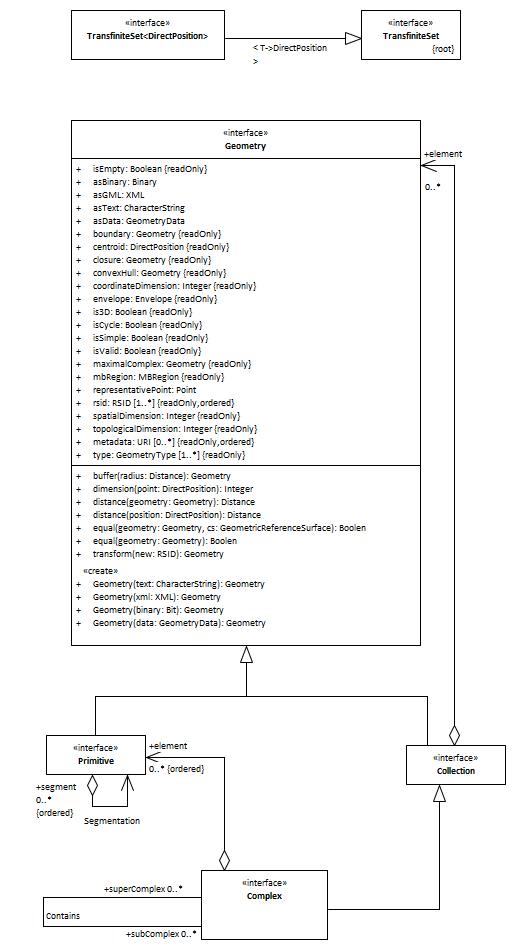 «interface»
TransfiniteSet<DirectPosition>
«interface»
TransfiniteSet
{root}
< T->DirectPosition
>
«interface»
Geometry
+element
0..*
+ isEmpty: Boolean {readOnly}
+ asBinary: Binary
+ asGML: XML
+ asText: CharacterString
+ asData: GeometryData
+ boundary: Geometry {readOnly}
+ centroid: DirectPosition {readOnly}
+ closure: Geometry {readOnly}
+ convexHull: Geometry {readOnly}
+ coordinateDimension: Integer {readOnly}
+ envelope: Envelope {readOnly}
+ is3D: Boolean {readOnly}
+ isCycle: Boolean {readOnly}
+ isSimple: Boolean {readOnly}
+ isValid: Boolean {readOnly}
+ maximalComplex: Geometry {readOnly}
+ mbRegion: MBRegion {readOnly}
+ representativePoint: Point
+ rsid: RSID [1..*] {readOnly,ordered}
+ spatialDimension: Integer {readOnly}
+ topologicalDimension: Integer {readOnly}
+ metadata: URI [0..*] {readOnly,ordered}
+ type: GeometryType [1..*] {readOnly}
+ buffer(radius: Distance): Geometry
+ dimension(point: DirectPosition): Integer
+ distance(geometry: Geometry): Distance
+ distance(position: DirectPosition): Distance
+ equal(geometry: Geometry, cs: GeometricReferenceSurface): Boolen
+ equal(geometry: Geometry): Boolen
+ transform(new: RSID): Geometry
«create»
+ Geometry(text: CharacterString): Geometry
+ Geometry(xml: XML): Geometry
+ Geometry(binary: Bit): Geometry
+ Geometry(data: GeometryData): Geometry
«interface»
Primitive
+element
0..* {ordered}
+segment
0..*
{ordered}
Segmentation
«interface»
Collection
«interface»
Complex
+superComplex 0..*
Contains
+subComplex 0..*